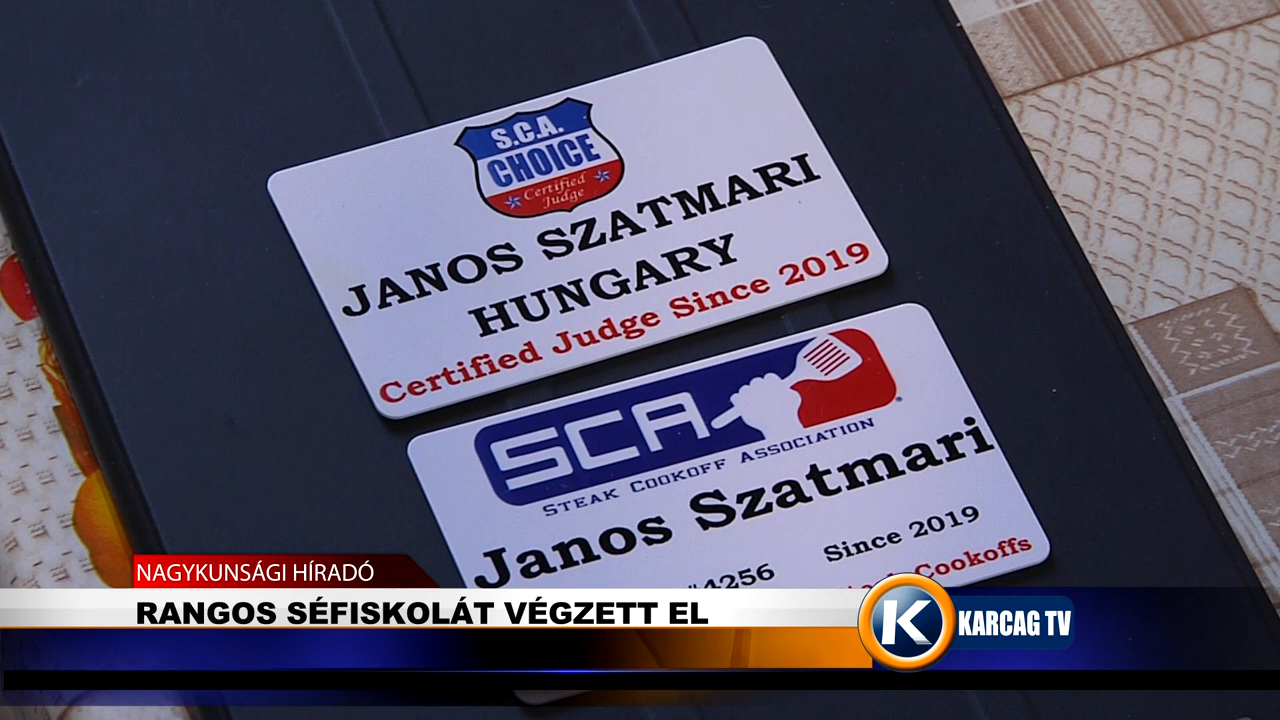 S.C.A.
CHOICE
Certified
Judge
JANOS SZATMARI
HUNGARY
Certified Judge Since 2019
SCA
STEAK COOKOFF ASSOCIATION
Janos Szatmari
Since 2019
#4256
Cookoffs
NAGYKUNSÁGI HÍRADÓ
RANGOS SÉFISKOLÁT VÉGZETT EL
K KARCAG TV